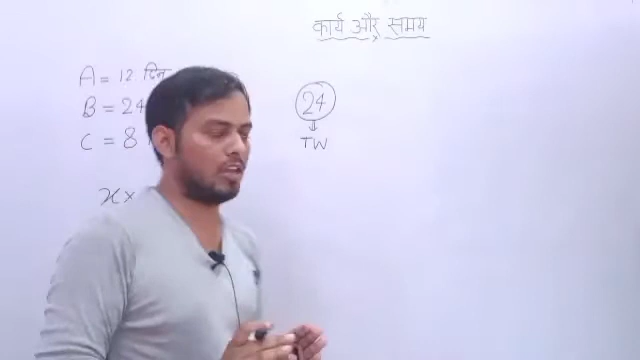 कार्य और समय
A = 12 दिन
B = 24
C = 8
24
TW
x ×